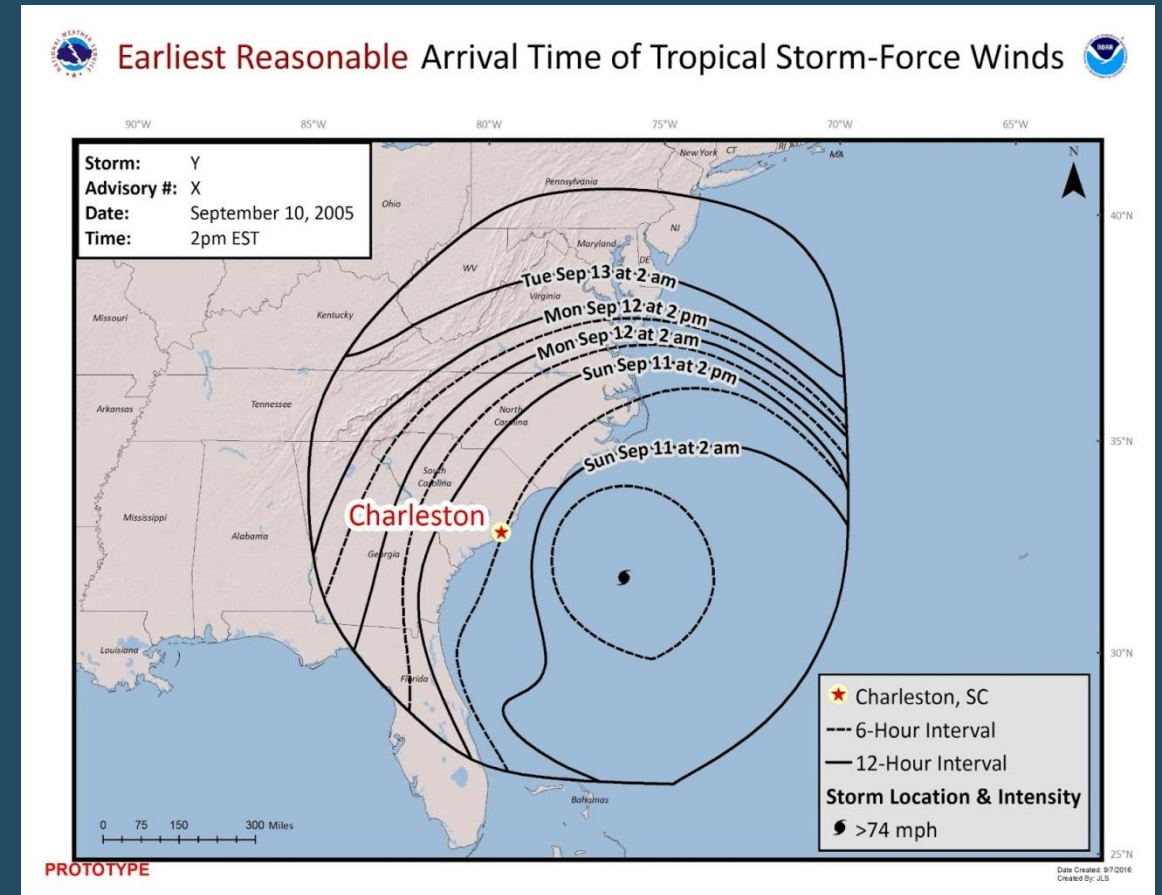 Earliest Reasonable Arrival Time of Tropical Storm-Force Winds
NATIONAL WEATHER SERVICE
NOAA
90°W 85°W 80°W 75°W 70°W 65°W
Storm: Y
Advisory #: X
Date: September 10, 2005
Time: 2pm EST
N
New York CT RI MA
Pennsylvania
Ohio
40°N
NJ
Maryland
DE
WV
Tue Sep 13 at 2 am
Virginia
Mon Sep 12 at 2 pm
Missouri
Kentucky
Mon Sep 12 at 2 am
Sun Sep 11 at 2 pm
Arkansas
Tennessee
North
Carolina
35°N
Sun Sep 11 at 2 am
South
Carolina
Charleston
Mississippi
Alabama
Georgia
Louisiana
30°N
Florida
Charleston, SC
6-Hour Interval
12-Hour Interval
Storm Location & Intensity
>74 mph
Bahamas
0 75 150 300 Miles
25°N
PROTOTYPE
Date Created: 9/7/2016
Created By: JLS